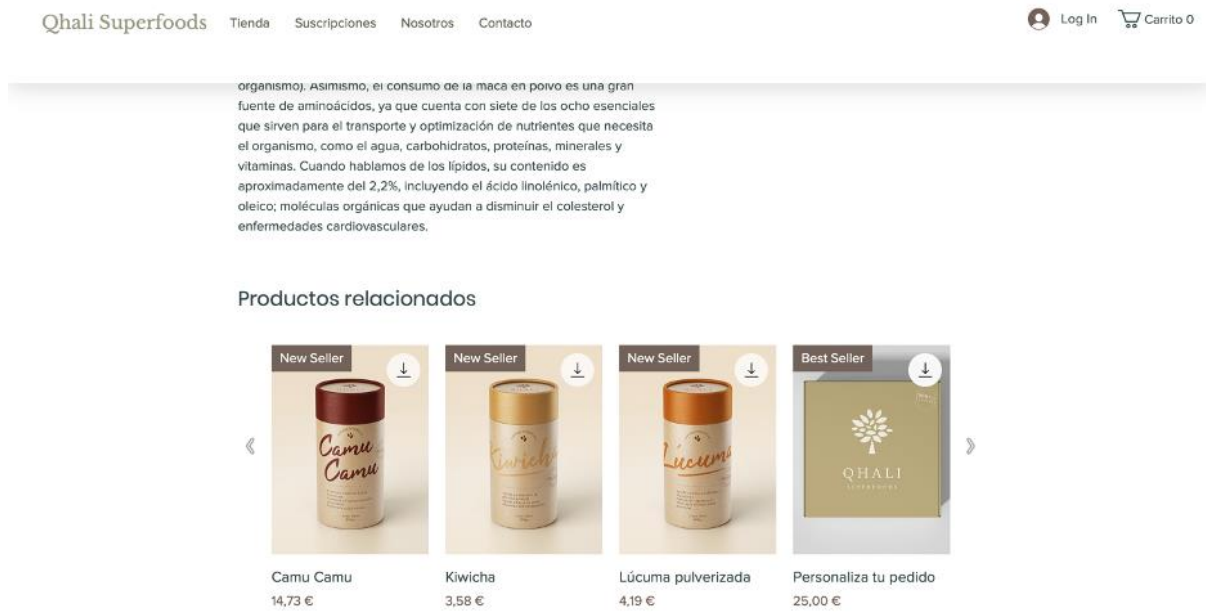 Qhali Superfoods Tienda Suscripciones Nosotros Contacto Log In Carrito 0
organismo). Asimismo, el consumo de la maca en polvo es una gran
fuente de aminoácidos, ya que cuenta con siete de los ocho esenciales
que sirven para el transporte y optimización de nutrientes que necesita
el organismo, como el agua, carbohidratos, proteínas, minerales y
vitaminas. Cuando hablamos de los lípidos, su contenido es
aproximadamente del 2,2%, incluyendo el ácido linolénico, palmítico y
oleico; moléculas orgánicas que ayudan a disminuir el colesterol y
enfermedades cardiovasculares.
Productos relacionados
New Seller New Seller New Seller Best Seller
Camu
Camu
Kiwicha
Lúcuma
QHALI
SUPERFOODS
Camu Camu Kiwicha Lúcuma pulverizada Personaliza tu pedido
14,73 € 3,58 € 4,19 € 25,00 €